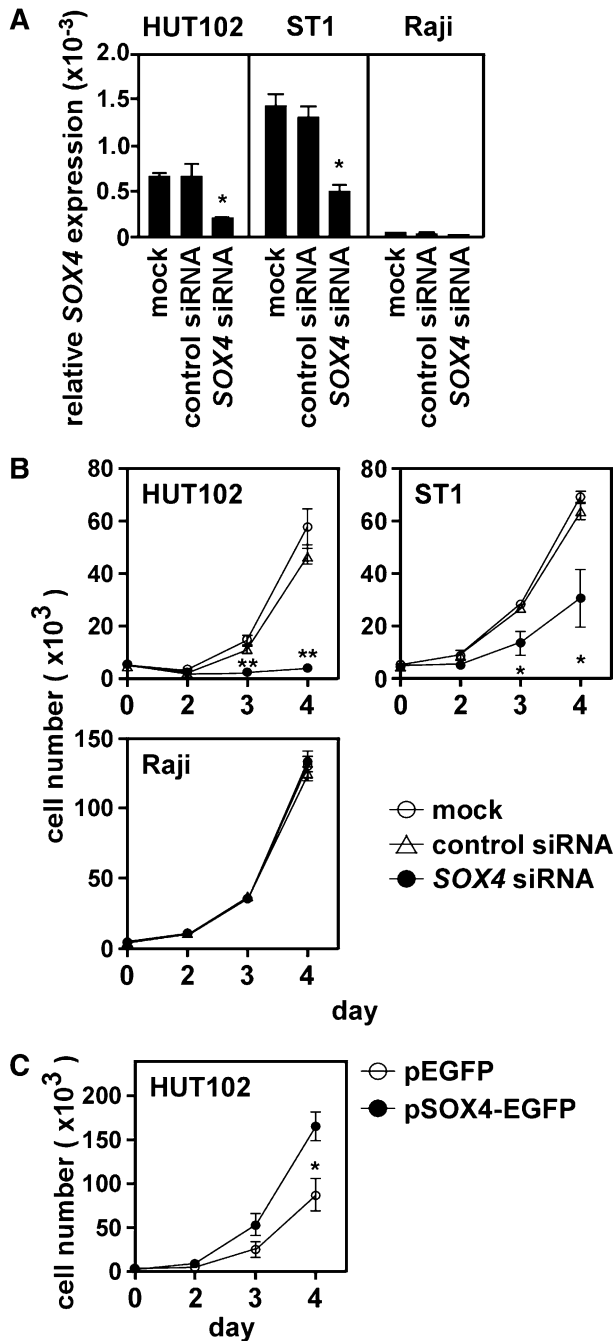 A
HUT102 ST1 Raji
relative SOX4 expression (x10-3)
2.0
1.5
1.0
0.5
0
*
*
mock
control siRNA
SOX4 siRNA
mock
control siRNA
SOX4 siRNA
mock
control siRNA
SOX4 siRNA
B
cell number ( x103)
80
60
40
20
0
HUT102
**
**
0 2 3 4
80
60
40
20
0
ST1
*
*
0 2 3 4
150
100
50
0
Raji
0 2 3 4
day
mock
control siRNA
SOX4 siRNA
C
cell number ( x103)
200
150
100
50
0
HUT102
*
0 2 3 4
day
pEGFP
pSOX4-EGFP